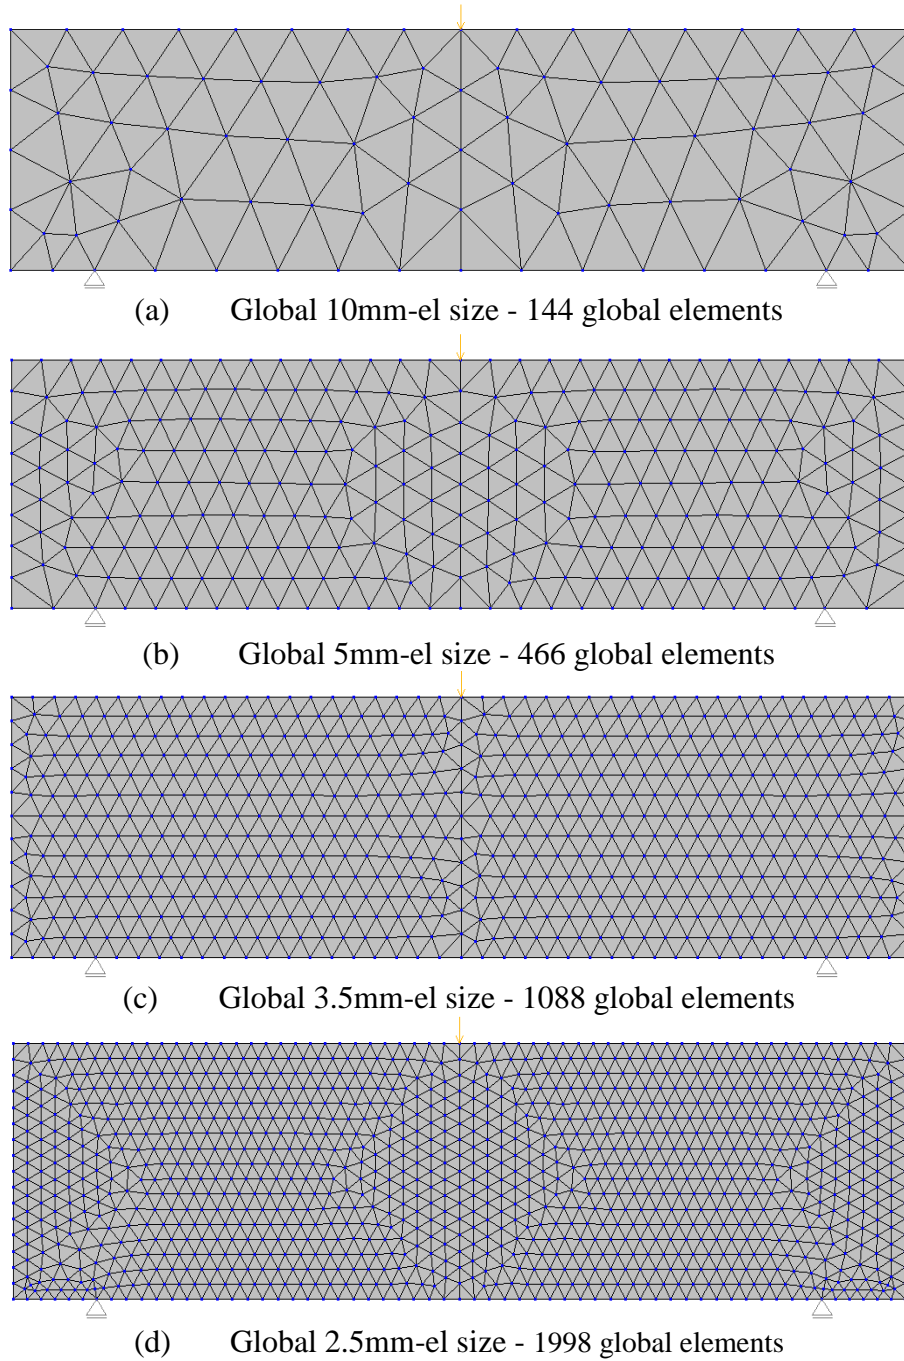 (a) Global 10mm-el size - 144 global elements
(b) Global 5mm-el size - 466 global elements
(c) Global 3.5mm-el size - 1088 global elements
(d) Global 2.5mm-el size - 1998 global elements